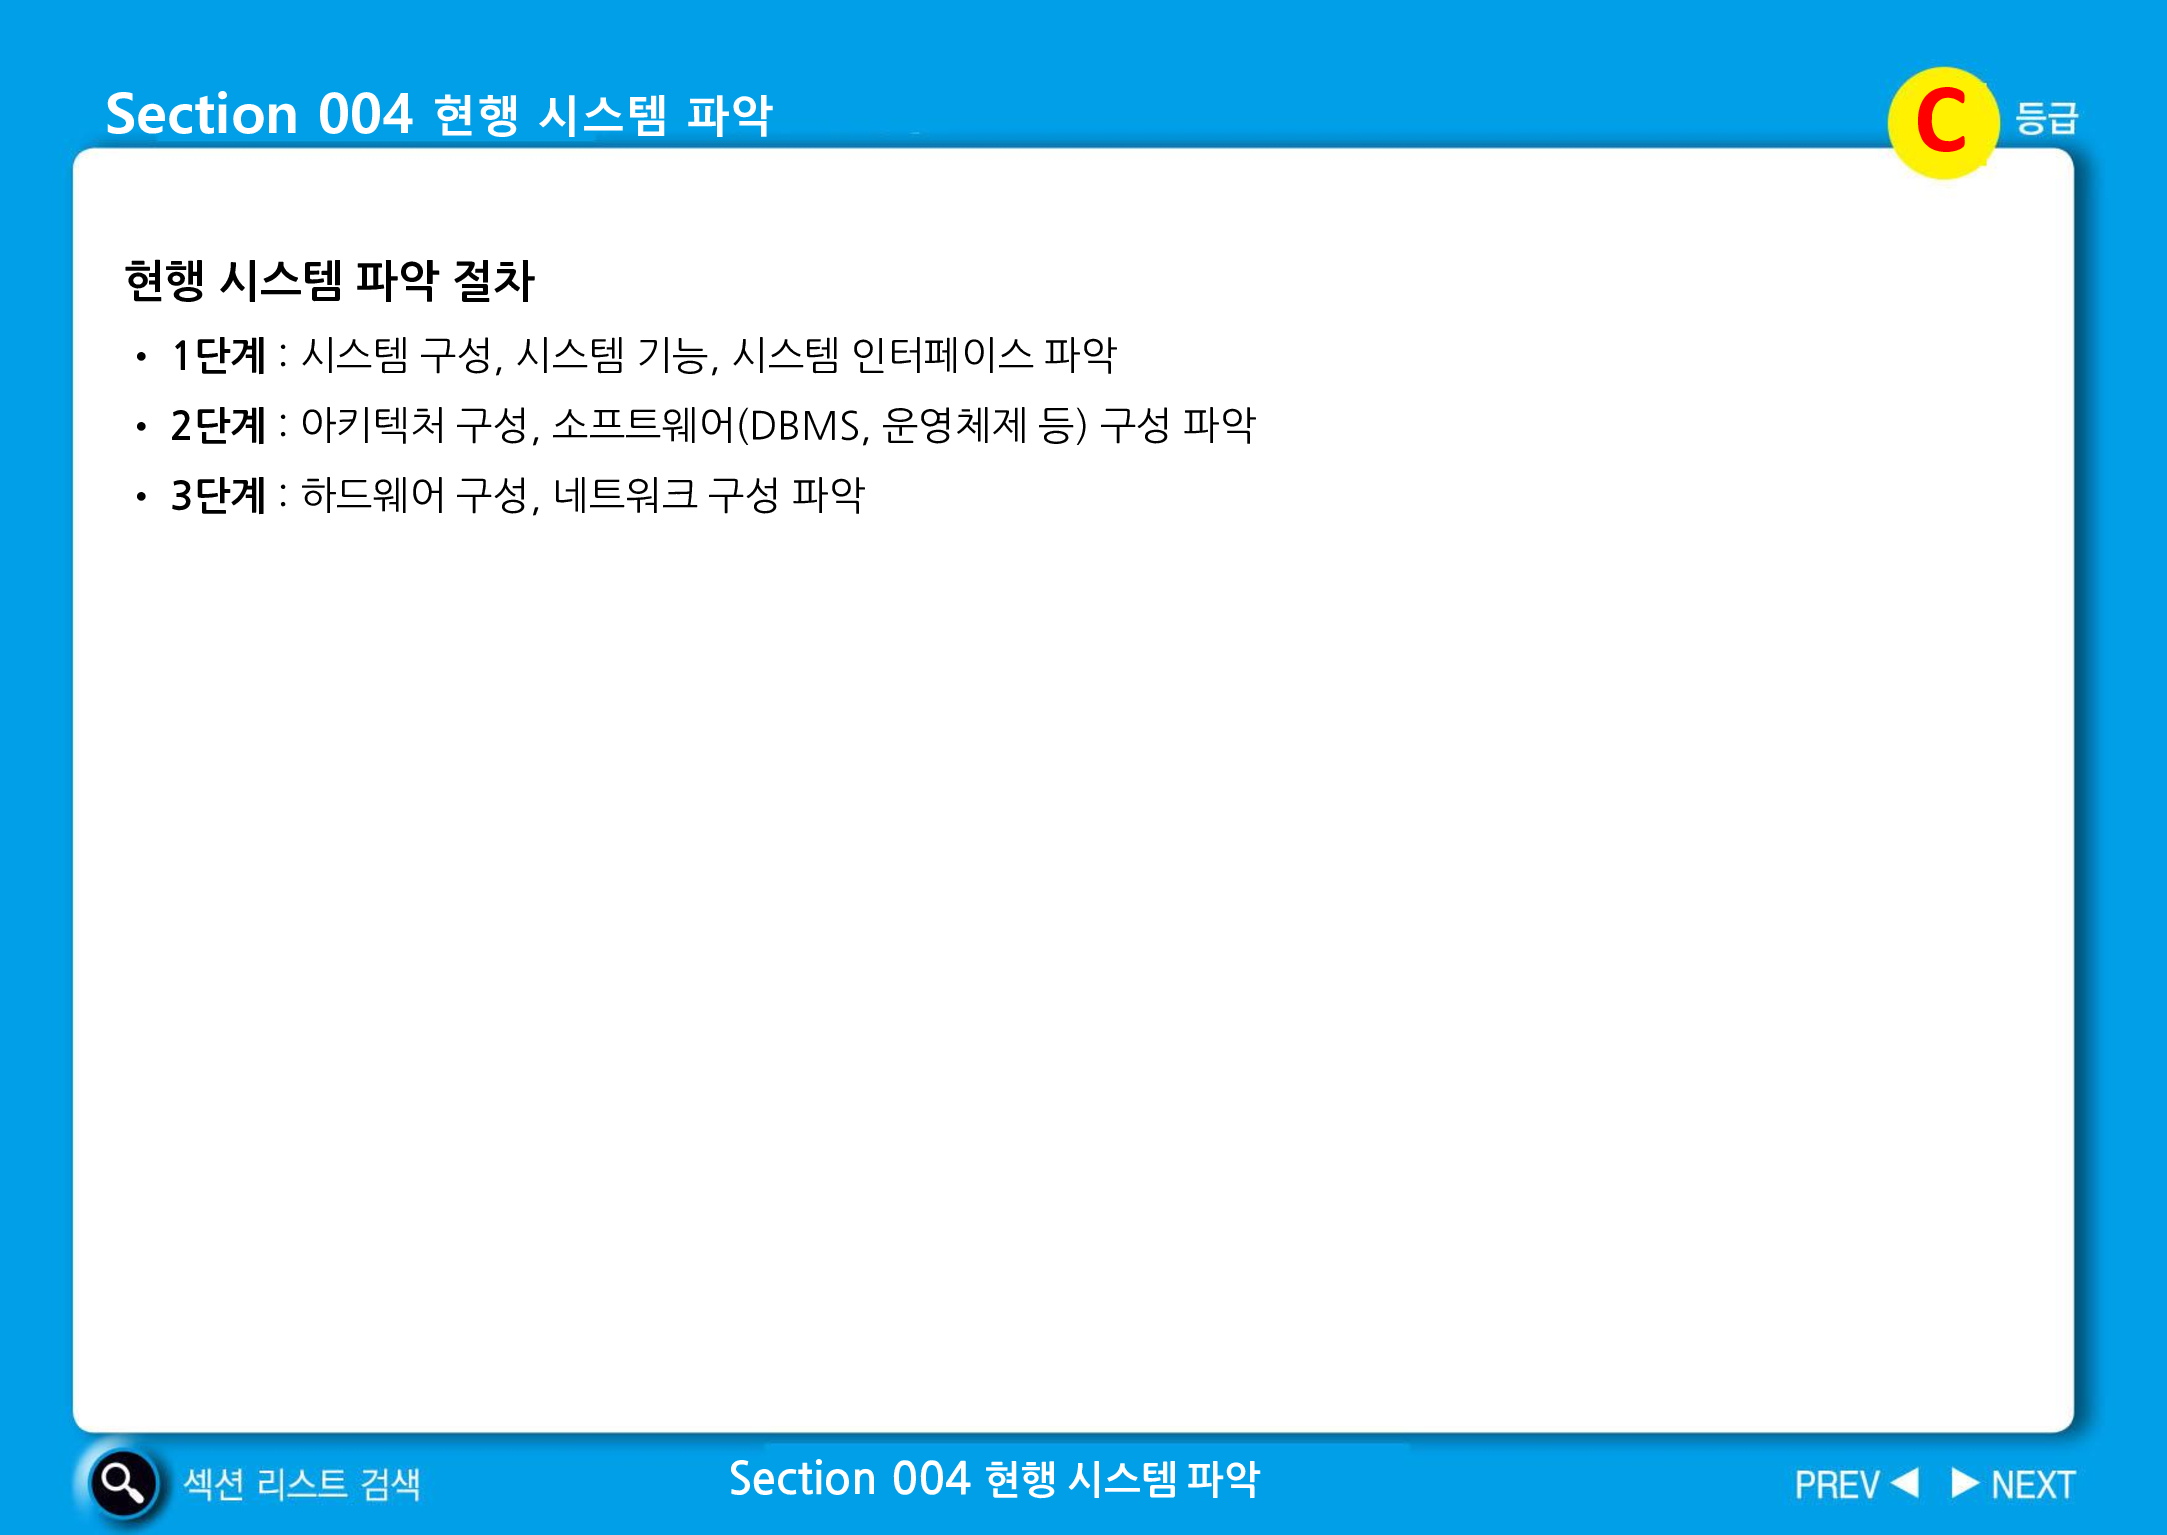 Section 004 현행 시스템 파악
C 등급
현행 시스템 파악 절차
• 1단계 : 시스템 구성, 시스템 기능, 시스템 인터페이스 파악
• 2단계 : 아키텍처 구성, 소프트웨어(DBMS, 운영체제 등) 구성 파악
• 3단계 : 하드웨어 구성, 네트워크 구성 파악
섹션 리스트 검색
Section 004 현행 시스템 파악
PREV ◀ ▶ NEXT